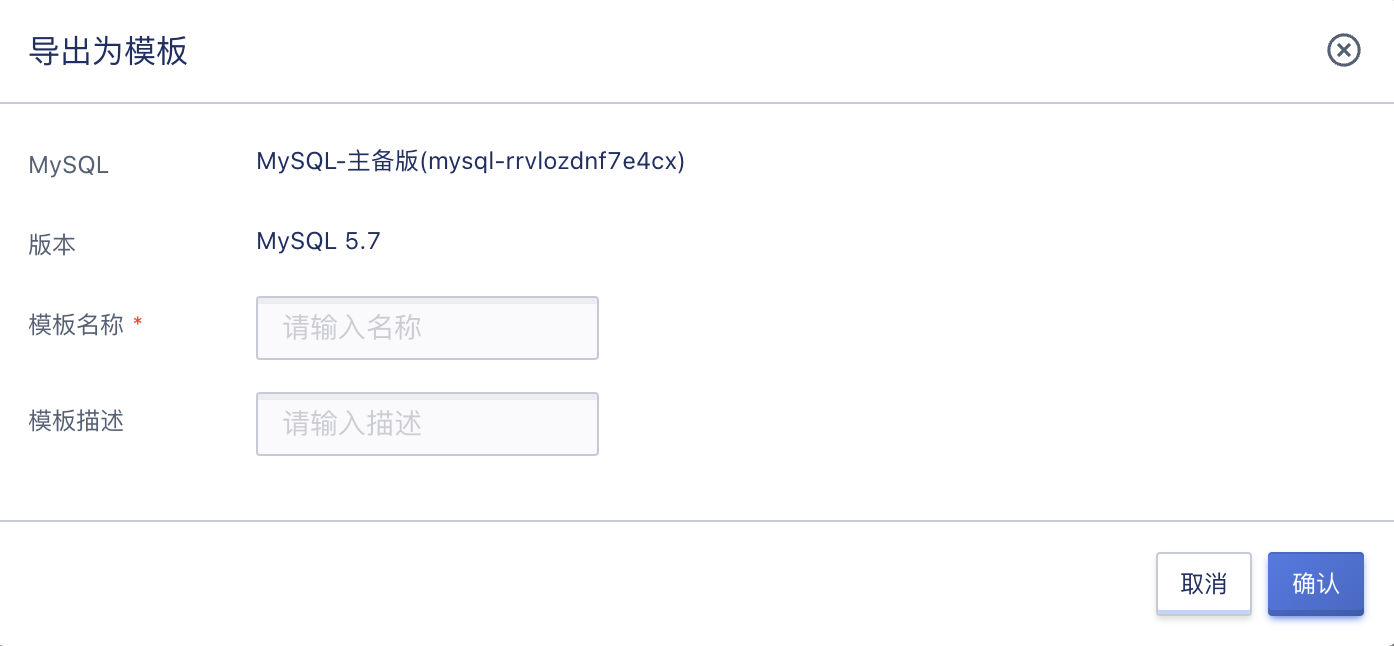 导出为模板
MySQL MySQL-主备版(mysql-rrvlozdnf7e4cx)
版本 MySQL 5.7
模板名称 * 请输入名称
模板描述 请输入描述
取消 确认